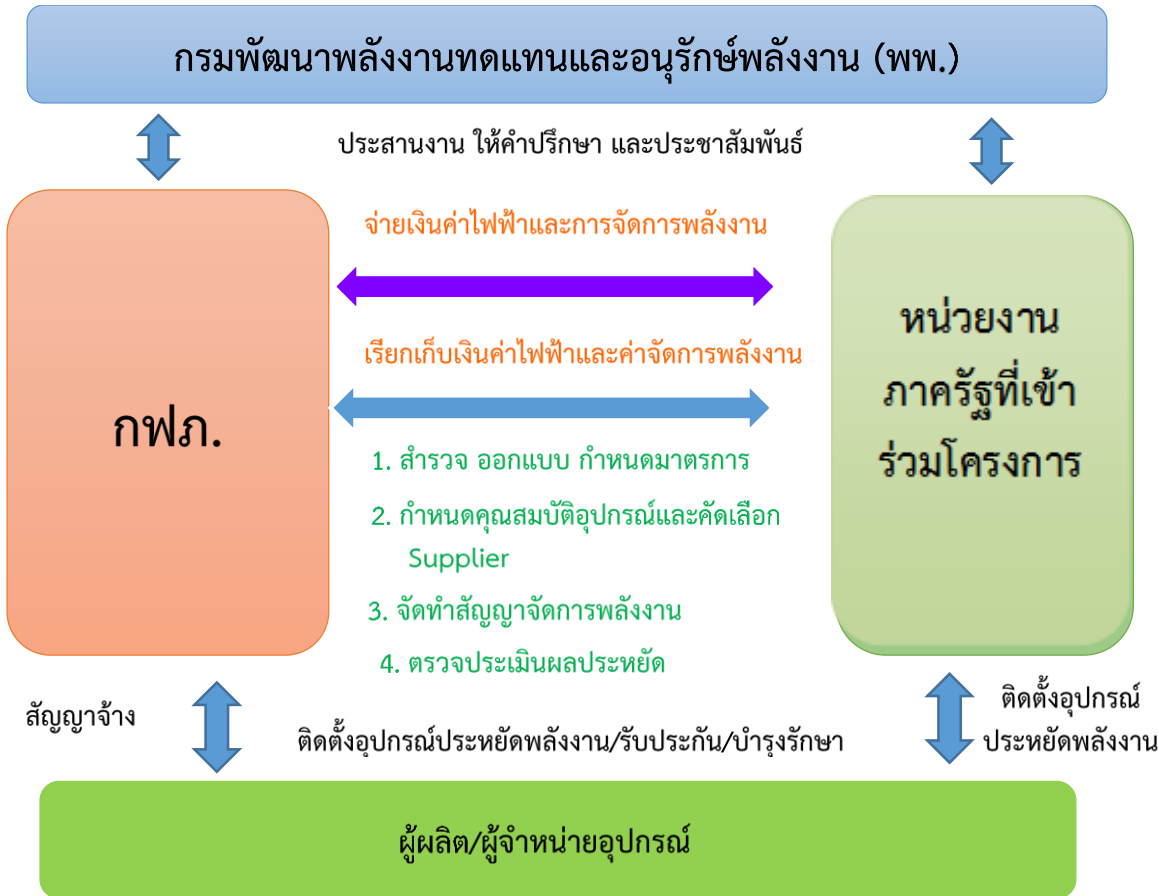 กรมพัฒนาพลังงานทดแทนและอนุรักษ์พลังงาน (พพ.)
ประสานงาน ให้คำปรึกษา และประชาสัมพันธ์
กฟภ.
จ่ายเงินค่าไฟฟ้าและการจัดการพลังงาน
เรียกเก็บเงินค่าไฟฟ้าและค่าจัดการพลังงาน
1. สำรวจ ออกแบบ กำหนดมาตรการ
2. กำหนดคุณสมบัติอุปกรณ์และคัดเลือก
Supplier
3. จัดทำสัญญาจัดการพลังงาน
4. ตรวจประเมินผลประหยัด
หน่วยงาน
ภาครัฐที่เข้า
ร่วมโครงการ
สัญญาจ้าง
ติดตั้งอุปกรณ์ประหยัดพลังงาน/รับประกัน/บำรุงรักษา
ติดตั้งอุปกรณ์
ประหยัดพลังงาน
ผู้ผลิต/ผู้จำหน่ายอุปกรณ์